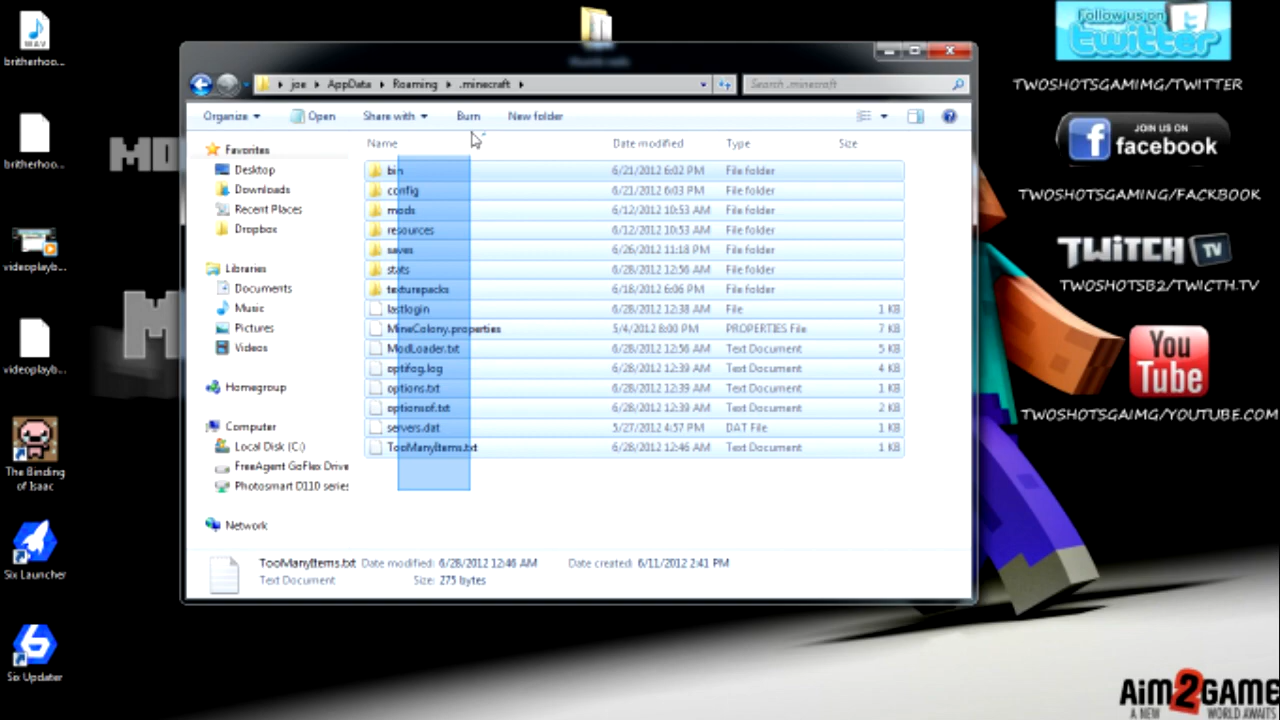 britherhoo...
britherhoo...
videoplayb...
videoplayb...
The Binding
of Isaac
Six Launcher
Six Updater
joe
AppData
Roaming
.minecraft
Search .minecraft
Organize
Open
Share with
Burn
New folder
Favorites
Desktop
Downloads
Recent Places
Dropbox
Libraries
Documents
Music
Pictures
Videos
Homegroup
Computer
Local Disk (C:)
FreeAgent GoFlex Drive
Photosmart D110 series
Network
Name Date modified Type Size
bin 6/21/2012 6:02 PM File folder
config 6/21/2012 6:03 PM File folder
mods 6/12/2012 10:53 AM File folder
resources 6/12/2012 10:53 AM File folder
saves 6/26/2012 11:18 PM File folder
stats 6/28/2012 12:56 AM File folder
texturepacks 6/18/2012 6:06 PM File folder
lastlogin 6/28/2012 12:38 AM File 1 KB
MineColony.properties 5/4/2012 8:00 PM PROPERTIES File 7 KB
ModLoader.txt 6/28/2012 12:56 AM Text Document 5 KB
optifog.log 6/28/2012 12:39 AM Text Document 4 KB
options.txt 6/28/2012 12:39 AM Text Document 1 KB
optionsof.txt 6/28/2012 12:39 AM Text Document 2 KB
servers.dat 5/27/2012 4:57 PM DAT File 1 KB
TooManyItems.txt 6/28/2012 12:46 AM Text Document 1 KB
TooManyItems.txt Date modified: 6/28/2012 12:46 AM Date created: 6/11/2012 2:41 PM
Text Document Size: 275 bytes
Follow us on
twitter
TWOSHOTSGAMIMG/TWITTER
JOIN US ON
facebook
TWOSHOTSGAMING/FACKBOOK
TWITCH TV
TWOSHOTSB2/TWICTH.TV
You
Tube
TWOSHOTSGAIMG/YOUTUBE.COM
AIM2GAME
A NEW WORLD AWAITS